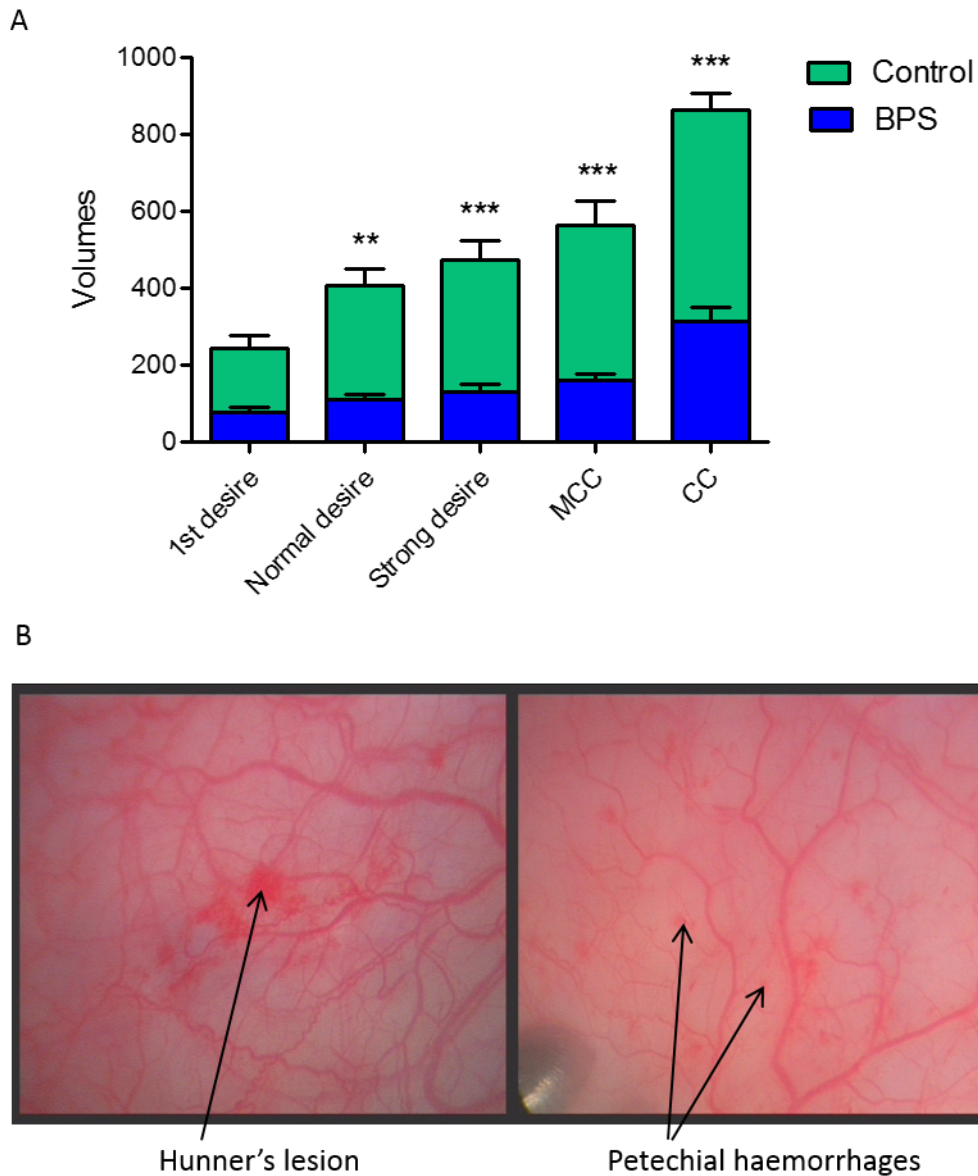 A
1000
800
600
400
200
0
Volumes
**
***
***
***
Control
BPS
1st desire
Normal desire
Strong desire
MCC
CC
B
Hunner's lesion
Petechial haemorrhages